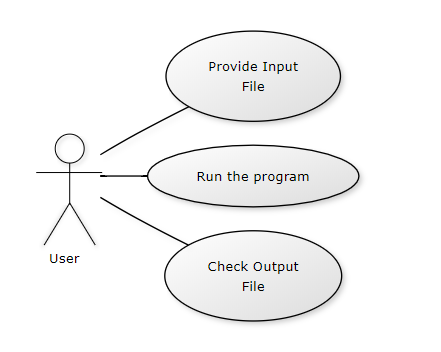 Provide Input
File
Run the program
User
Check Output
File